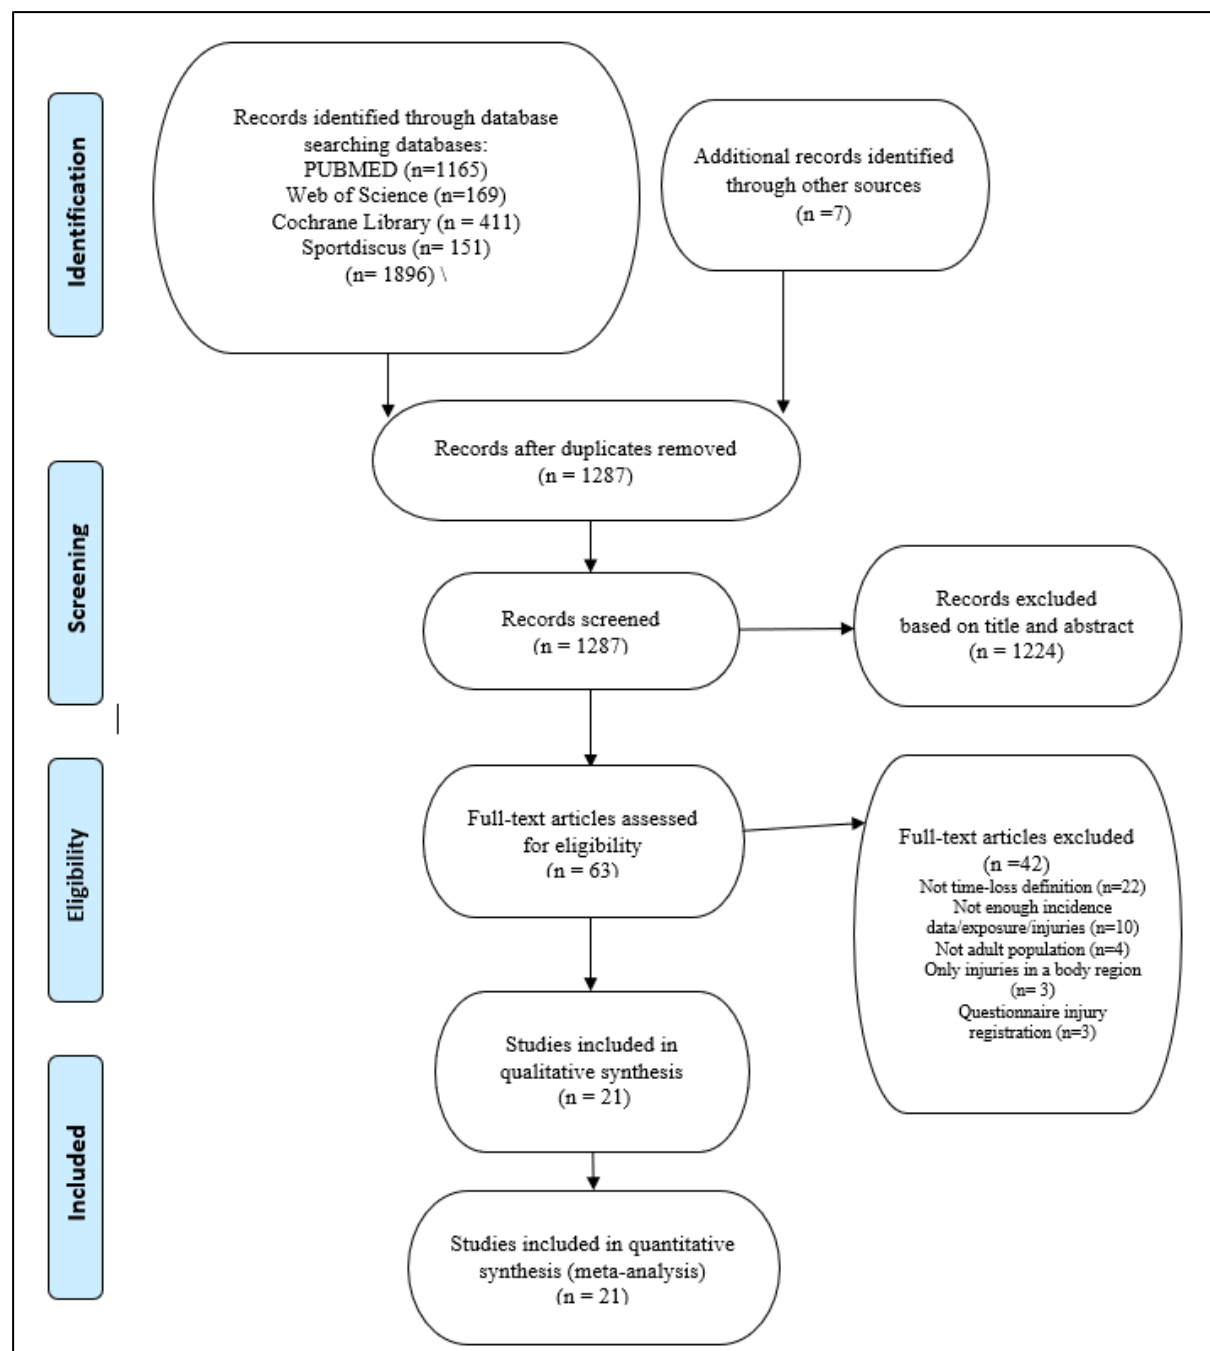 Identification
Records identified through database
searching databases:
PUBMED (n=1165)
Web of Science (n=169)
Cochrane Library (n = 411)
Sportdiscus (n= 151)
(n= 1896) \
Additional records identified
through other sources
(n =7)
Records after duplicates removed
(n = 1287)
Screening
Records screened
(n = 1287)
Records excluded
based on title and abstract
(n = 1224)
Eligibility
Full-text articles assessed
for eligibility
(n = 63)
Full-text articles excluded
(n =42)
Not time-loss definition (n=22)
Not enough incidence
data/exposure/injuries (n=10)
Not adult population (n=4)
Only injuries in a body region
(n= 3)
Questionnaire injury
registration (n=3)
Studies included in
qualitative synthesis
(n = 21)
Included
Studies included in quantitative
synthesis (meta-analysis)
(n = 21)